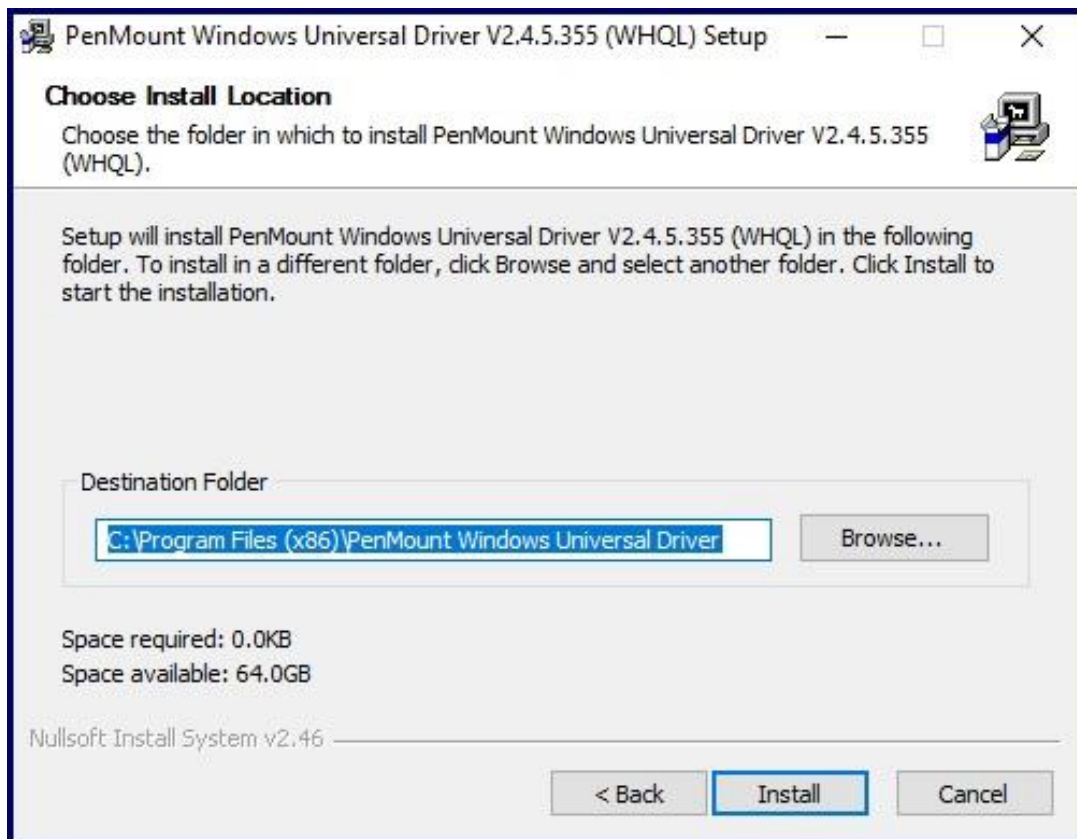 PenMount Windows Universal Driver V2.4.5.355 (WHQL) Setup
Choose Install Location
Choose the folder in which to install PenMount Windows Universal Driver V2.4.5.355
(WHQL).
Setup will install PenMount Windows Universal Driver V2.4.5.355 (WHQL) in the following
folder. To install in a different folder, click Browse and select another folder. Click Install to
start the installation.
Destination Folder
C:\Program Files (x86)\PenMount Windows Universal Driver
Browse...
Space required: 0.0KB
Space available: 64.0GB
Nullsoft Install System v2.46
< Back
Install
Cancel